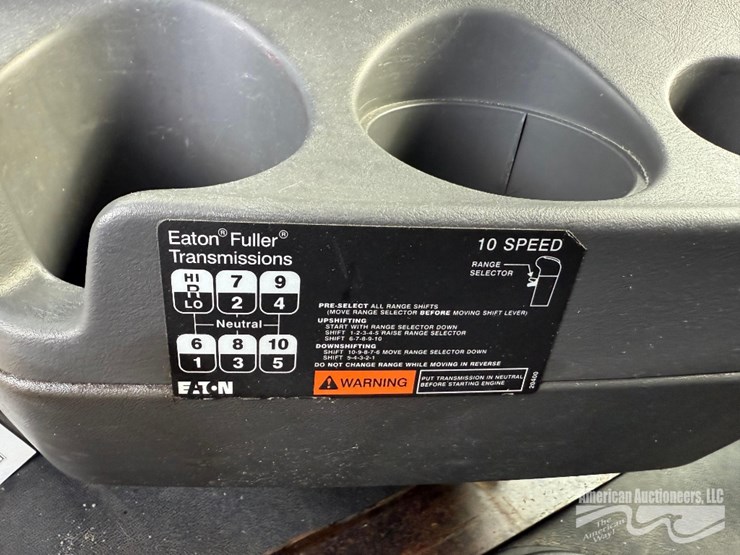 Eaton® Fuller®
Transmissions
10 SPEED
RANGE
SELECTOR
HI
R
LO
7
2
9
4
Neutral
6
1
8
3
10
5
PRE-SELECT ALL RANGE SHIFTS
(MOVE RANGE SELECTOR BEFORE MOVING SHIFT LEVER)
UPSHIFTING
START WITH RANGE SELECTOR DOWN
SHIFT 1-2-3-4-5 RAISE RANGE SELECTOR
SHIFT 6-7-8-9-10
DOWNSHIFTING
SHIFT 10-9-8-7-6 MOVE RANGE SELECTOR DOWN
SHIFT 5-4-3-2-1
DO NOT CHANGE RANGE WHILE MOVING IN REVERSE
EATON
WARNING
PUT TRANSMISSION IN NEUTRAL
BEFORE STARTING ENGINE
20400
American Auctioneers, LLC
The
American
Way!